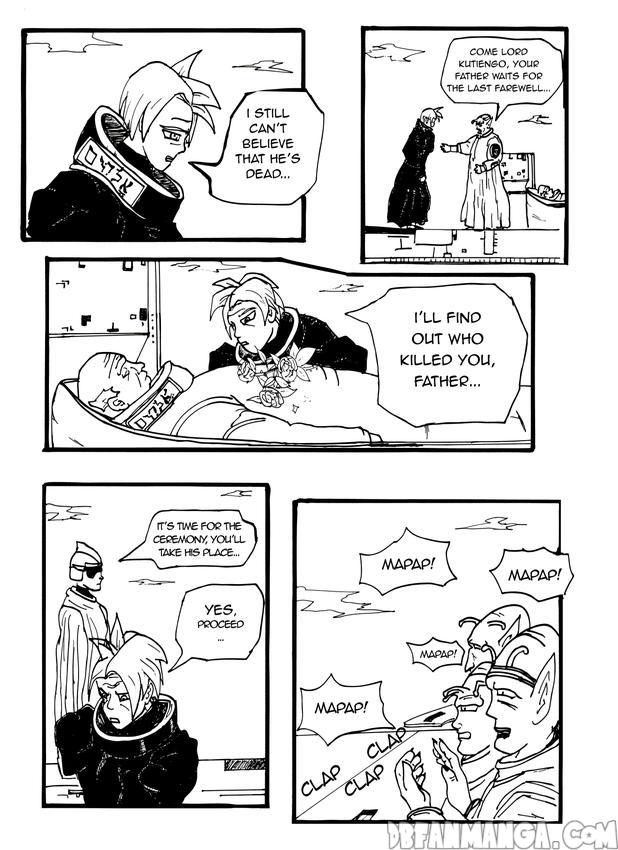 I STILL
CAN'T
BELIEVE
THAT HE'S
DEAD...
COME LORD
KUTIENGO, YOUR
FATHER WAITS FOR
THE LAST FAREWELL...
I'LL FIND
OUT WHO
KILLED YOU,
FATHER...
IT'S TIME FOR THE
CEREMONY, YOU'LL
TAKE HIS PLACE...
YES,
PROCEED
...
MAPAP!
MAPAP!
MAPAP!
MAPAP!
CLAP
CLAP
CLAP
DBFANMANGA.COM